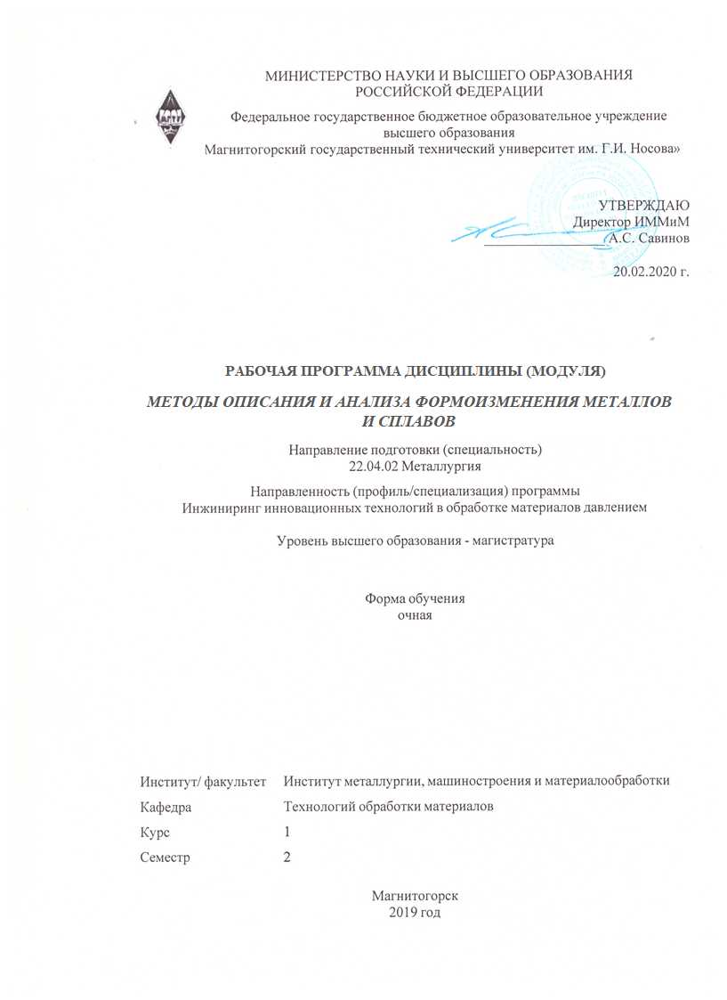 МИНИСТЕРСТВО НАУКИ И ВЫСШЕГО ОБРАЗОВАНИЯ
РОССИЙСКОЙ ФЕДЕРАЦИИ
Федеральное государственное бюджетное образовательное учреждение
высшего образования
Магнитогорский государственный технический университет им. Г.И. Носова»
УТВЕРЖДАЮ
Директор ИММиМ
А.С. Савинов
20.02.2020 г.
РАБОЧАЯ ПРОГРАММА ДИСЦИПЛИНЫ (МОДУЛЯ)
МЕТОДЫ ОПИСАНИЯ И АНАЛИЗА ФОРМОИЗМЕНЕНИЯ МЕТАЛЛОВ
И СПЛАВОВ
Направление подготовки (специальность)
22.04.02 Металлургия
Направленность (профиль/специализация) программы
Инжиниринг инновационных технологий в обработке материалов давлением
Уровень высшего образования - магистратура
Форма обучения
очная
Институт/ факультет Институт металлургии, машиностроения и материалообработки
Кафедра Технологий обработки материалов
Курс 1
Семестр 2
Магнитогорск
2019 год